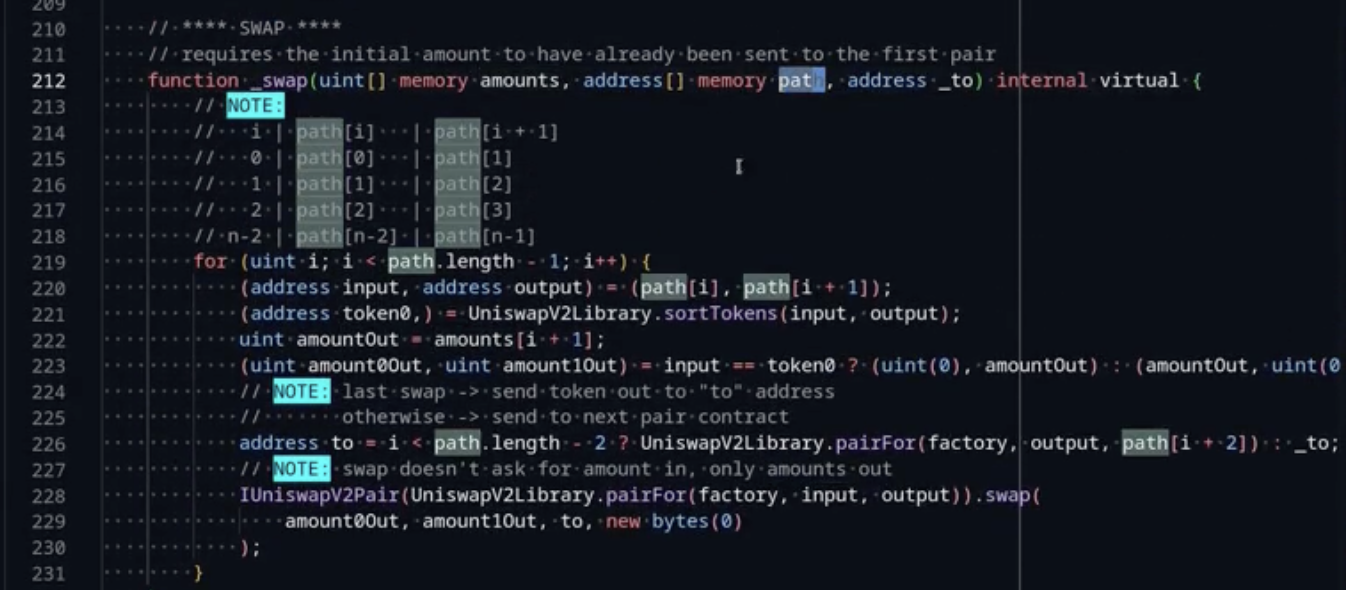 209
210 // **** SWAP ****
211 // requires the initial amount to have already been sent to the first pair
212 function _swap(uint[] memory amounts, address[] memory path, address _to) internal virtual {
213 // NOTE:
214 // i | path[i] | path[i + 1]
215 // 0 | path[0] | path[1]
216 // 1 | path[1] | path[2]
217 // 2 | path[2] | path[3]
218 // n-2 | path[n-2] | path[n-1]
219 for (uint i; i < path.length - 1; i++) {
220 (address input, address output) = (path[i], path[i + 1]);
221 (address token0,) = UniswapV2Library.sortTokens(input, output);
222 uint amountOut = amounts[i + 1];
223 (uint amount0Out, uint amount1Out) = input == token0 ? (uint(0), amountOut) : (amountOut, uint(0
224 // NOTE: last swap -> send token out to "to" address
225 // otherwise -> send to next pair contract
226 address to = i < path.length - 2 ? UniswapV2Library.pairFor(factory, output, path[i + 2]) : _to;
227 // NOTE: swap doesn't ask for amount in, only amounts out
228 IUniswapV2Pair(UniswapV2Library.pairFor(factory, input, output)).swap(
229 amount0Out, amount1Out, to, new bytes(0)
230 );
231 }